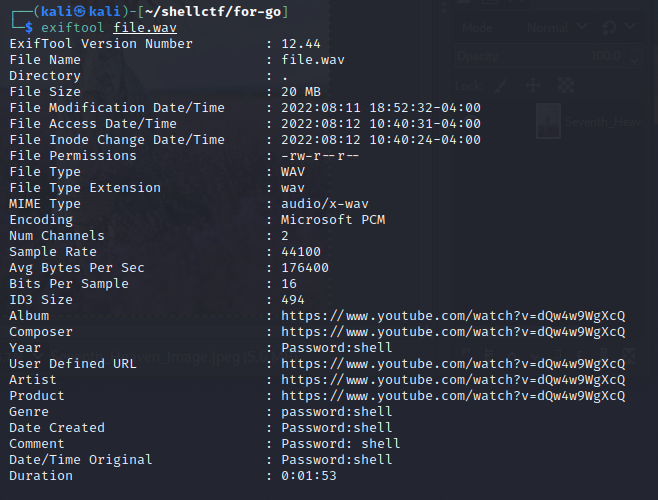 (kali㉿kali)-[~/shellctf/for-go]
$ exiftool file.wav
ExifTool Version Number : 12.44
File Name : file.wav
Directory : .
File Size : 20 MB
File Modification Date/Time : 2022:08:11 18:52:32-04:00
File Access Date/Time : 2022:08:12 10:40:31-04:00
File Inode Change Date/Time : 2022:08:12 10:40:24-04:00
File Permissions : -rw-r--r--
File Type : WAV
File Type Extension : wav
MIME Type : audio/x-wav
Encoding : Microsoft PCM
Num Channels : 2
Sample Rate : 44100
Avg Bytes Per Sec : 176400
Bits Per Sample : 16
ID3 Size : 494
Album : https://www.youtube.com/watch?v=dQw4w9WgXcQ
Composer : https://www.youtube.com/watch?v=dQw4w9WgXcQ
Year : Password:shell
User Defined URL : https://www.youtube.com/watch?v=dQw4w9WgXcQ
Artist : https://www.youtube.com/watch?v=dQw4w9WgXcQ
Product : https://www.youtube.com/watch?v=dQw4w9WgXcQ
Genre : password:shell
Date Created : Password:shell
Comment : Password: shell
Date/Time Original : Password:shell
Duration : 0:01:53
Mode Normal
Opacity 100.0
Lock: